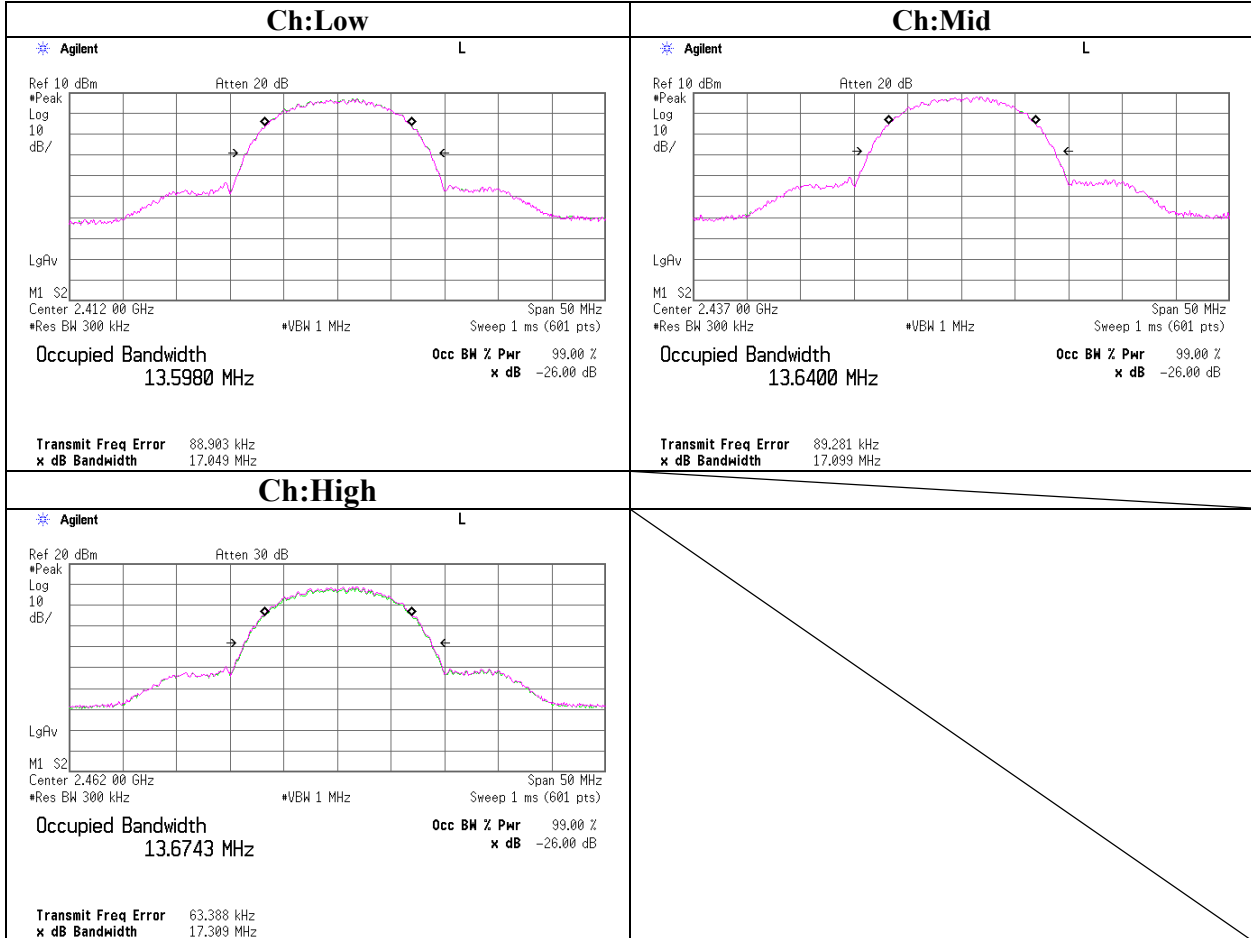 Ch:Low
Agilent L
Ref 10 dBm Atten 20 dB
#Peak
Log
10
dB/
LgAv
M1 S2
Center 2.412 00 GHz Span 50 MHz
#Res BW 300 kHz #VBW 1 MHz Sweep 1 ms (601 pts)
Occupied Bandwidth Occ BW % Pwr 99.00 %
13.5980 MHz x dB -26.00 dB
Transmit Freq Error 88.903 kHz
x dB Bandwidth 17.049 MHz
Ch:Mid
Agilent L
Ref 10 dBm Atten 20 dB
#Peak
Log
10
dB/
LgAv
M1 S2
Center 2.437 00 GHz Span 50 MHz
#Res BW 300 kHz #VBW 1 MHz Sweep 1 ms (601 pts)
Occupied Bandwidth Occ BW % Pwr 99.00 %
13.6400 MHz x dB -26.00 dB
Transmit Freq Error 89.281 kHz
x dB Bandwidth 17.099 MHz
Ch:High
Agilent L
Ref 20 dBm Atten 30 dB
#Peak
Log
10
dB/
LgAv
M1 S2
Center 2.462 00 GHz Span 50 MHz
#Res BW 300 kHz #VBW 1 MHz Sweep 1 ms (601 pts)
Occupied Bandwidth Occ BW % Pwr 99.00 %
13.6743 MHz x dB -26.00 dB
Transmit Freq Error 63.388 kHz
x dB Bandwidth 17.309 MHz